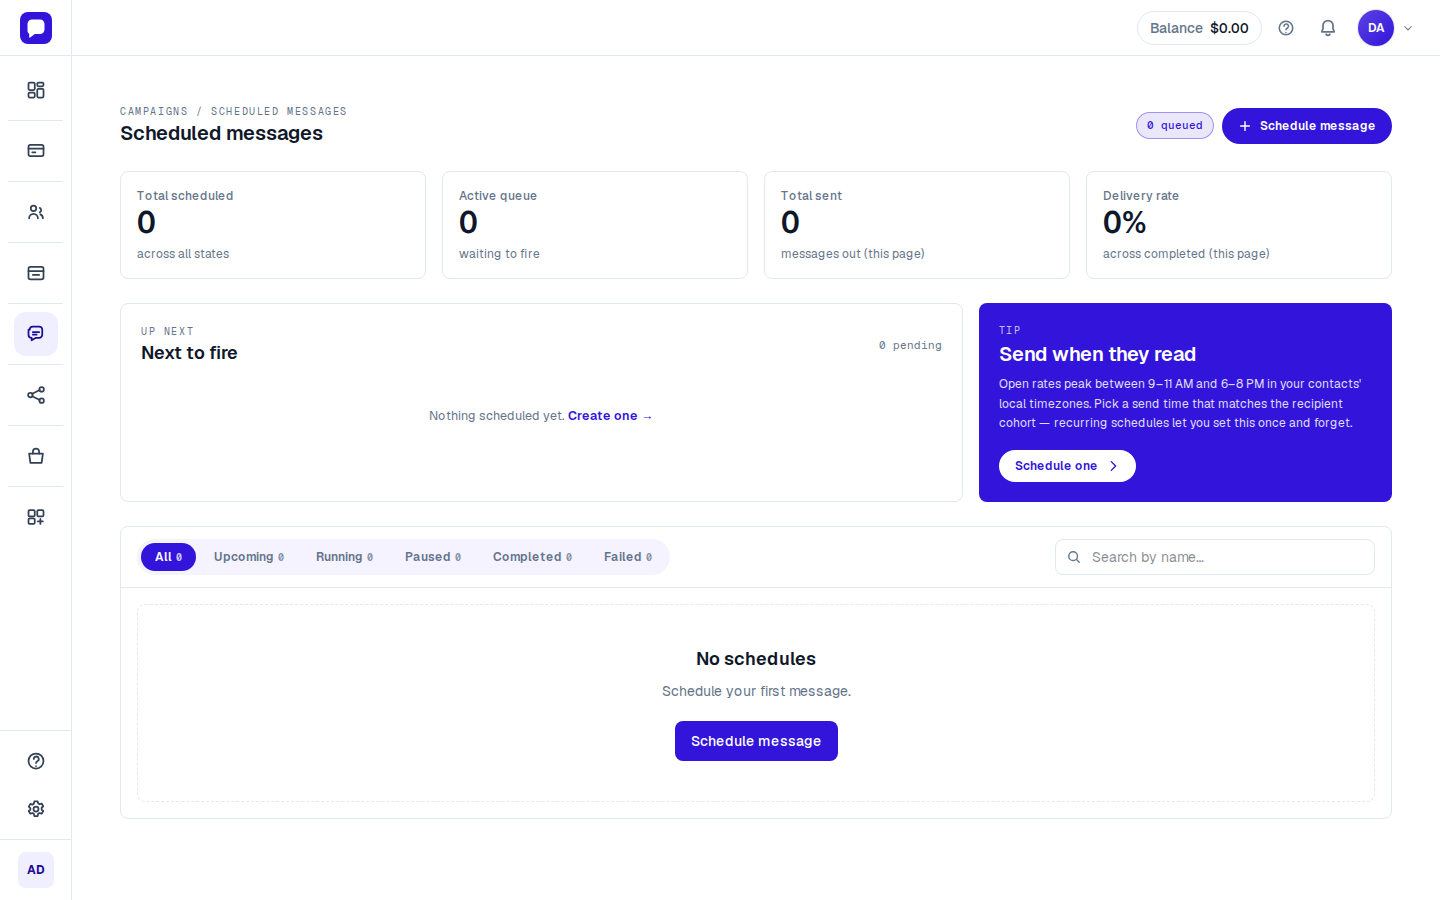 Balance $0.00
DA
CAMPAIGNS / SCHEDULED MESSAGES
Scheduled messages
0 queued
+ Schedule message
Total scheduled
0
across all states
Active queue
0
waiting to fire
Total sent
0
messages out (this page)
Delivery rate
0%
across completed (this page)
UP NEXT
Next to fire
0 pending
Nothing scheduled yet. Create one →
TIP
Send when they read
Open rates peak between 9–11 AM and 6–8 PM in your contacts'
local timezones. Pick a send time that matches the recipient
cohort — recurring schedules let you set this once and forget.
Schedule one
All 0
Upcoming 0
Running 0
Paused 0
Completed 0
Failed 0
Search by name...
No schedules
Schedule your first message.
Schedule message
AD